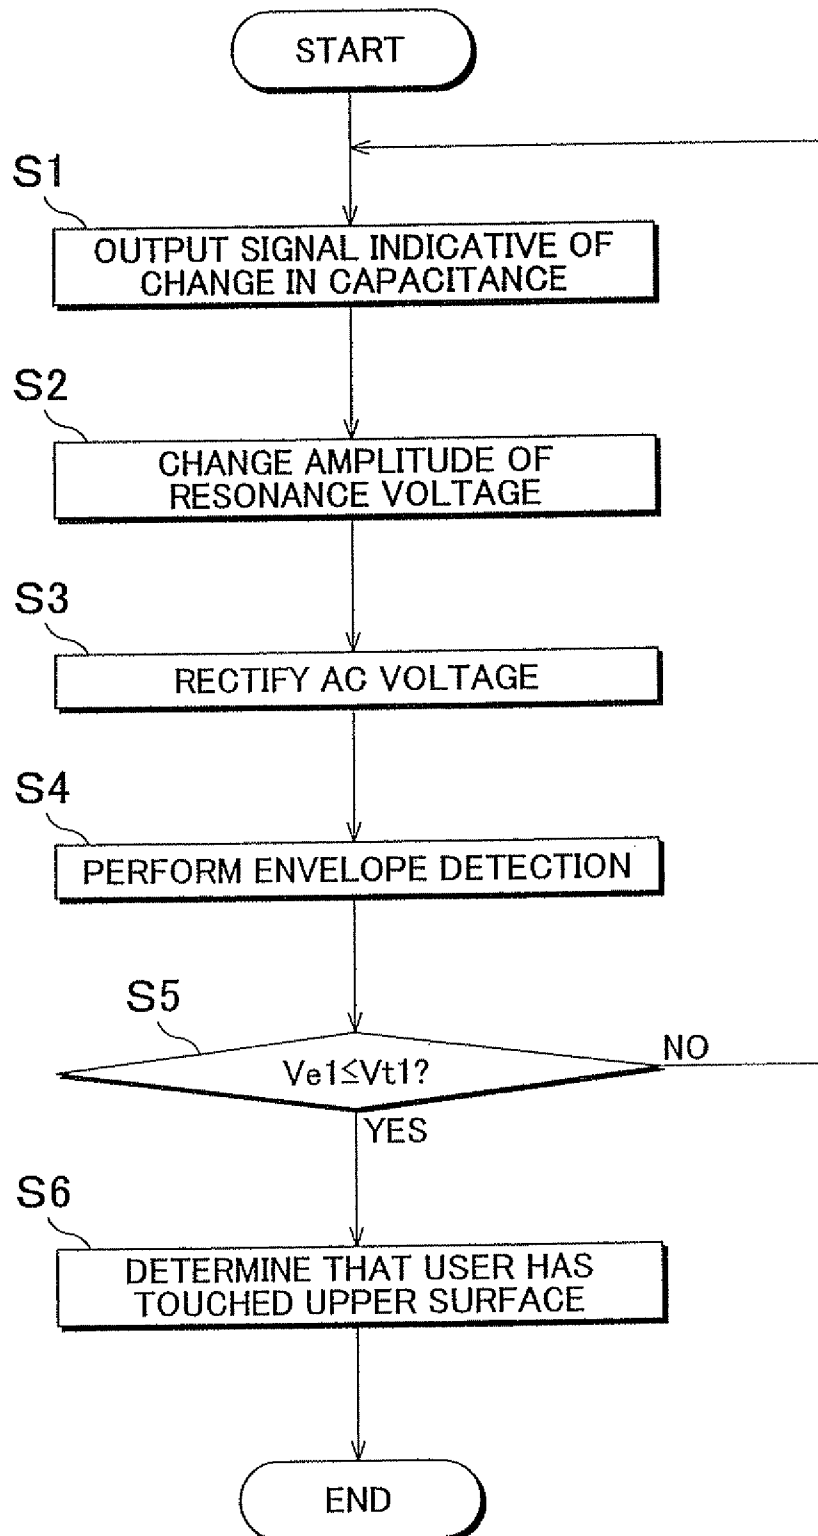 START
S1
OUTPUT SIGNAL INDICATIVE OF
CHANGE IN CAPACITANCE
S2
CHANGE AMPLITUDE OF
RESONANCE VOLTAGE
S3
RECTIFY AC VOLTAGE
S4
PERFORM ENVELOPE DETECTION
S5
Ve1≦Vt1?
NO
YES
S6
DETERMINE THAT USER HAS
TOUCHED UPPER SURFACE
END